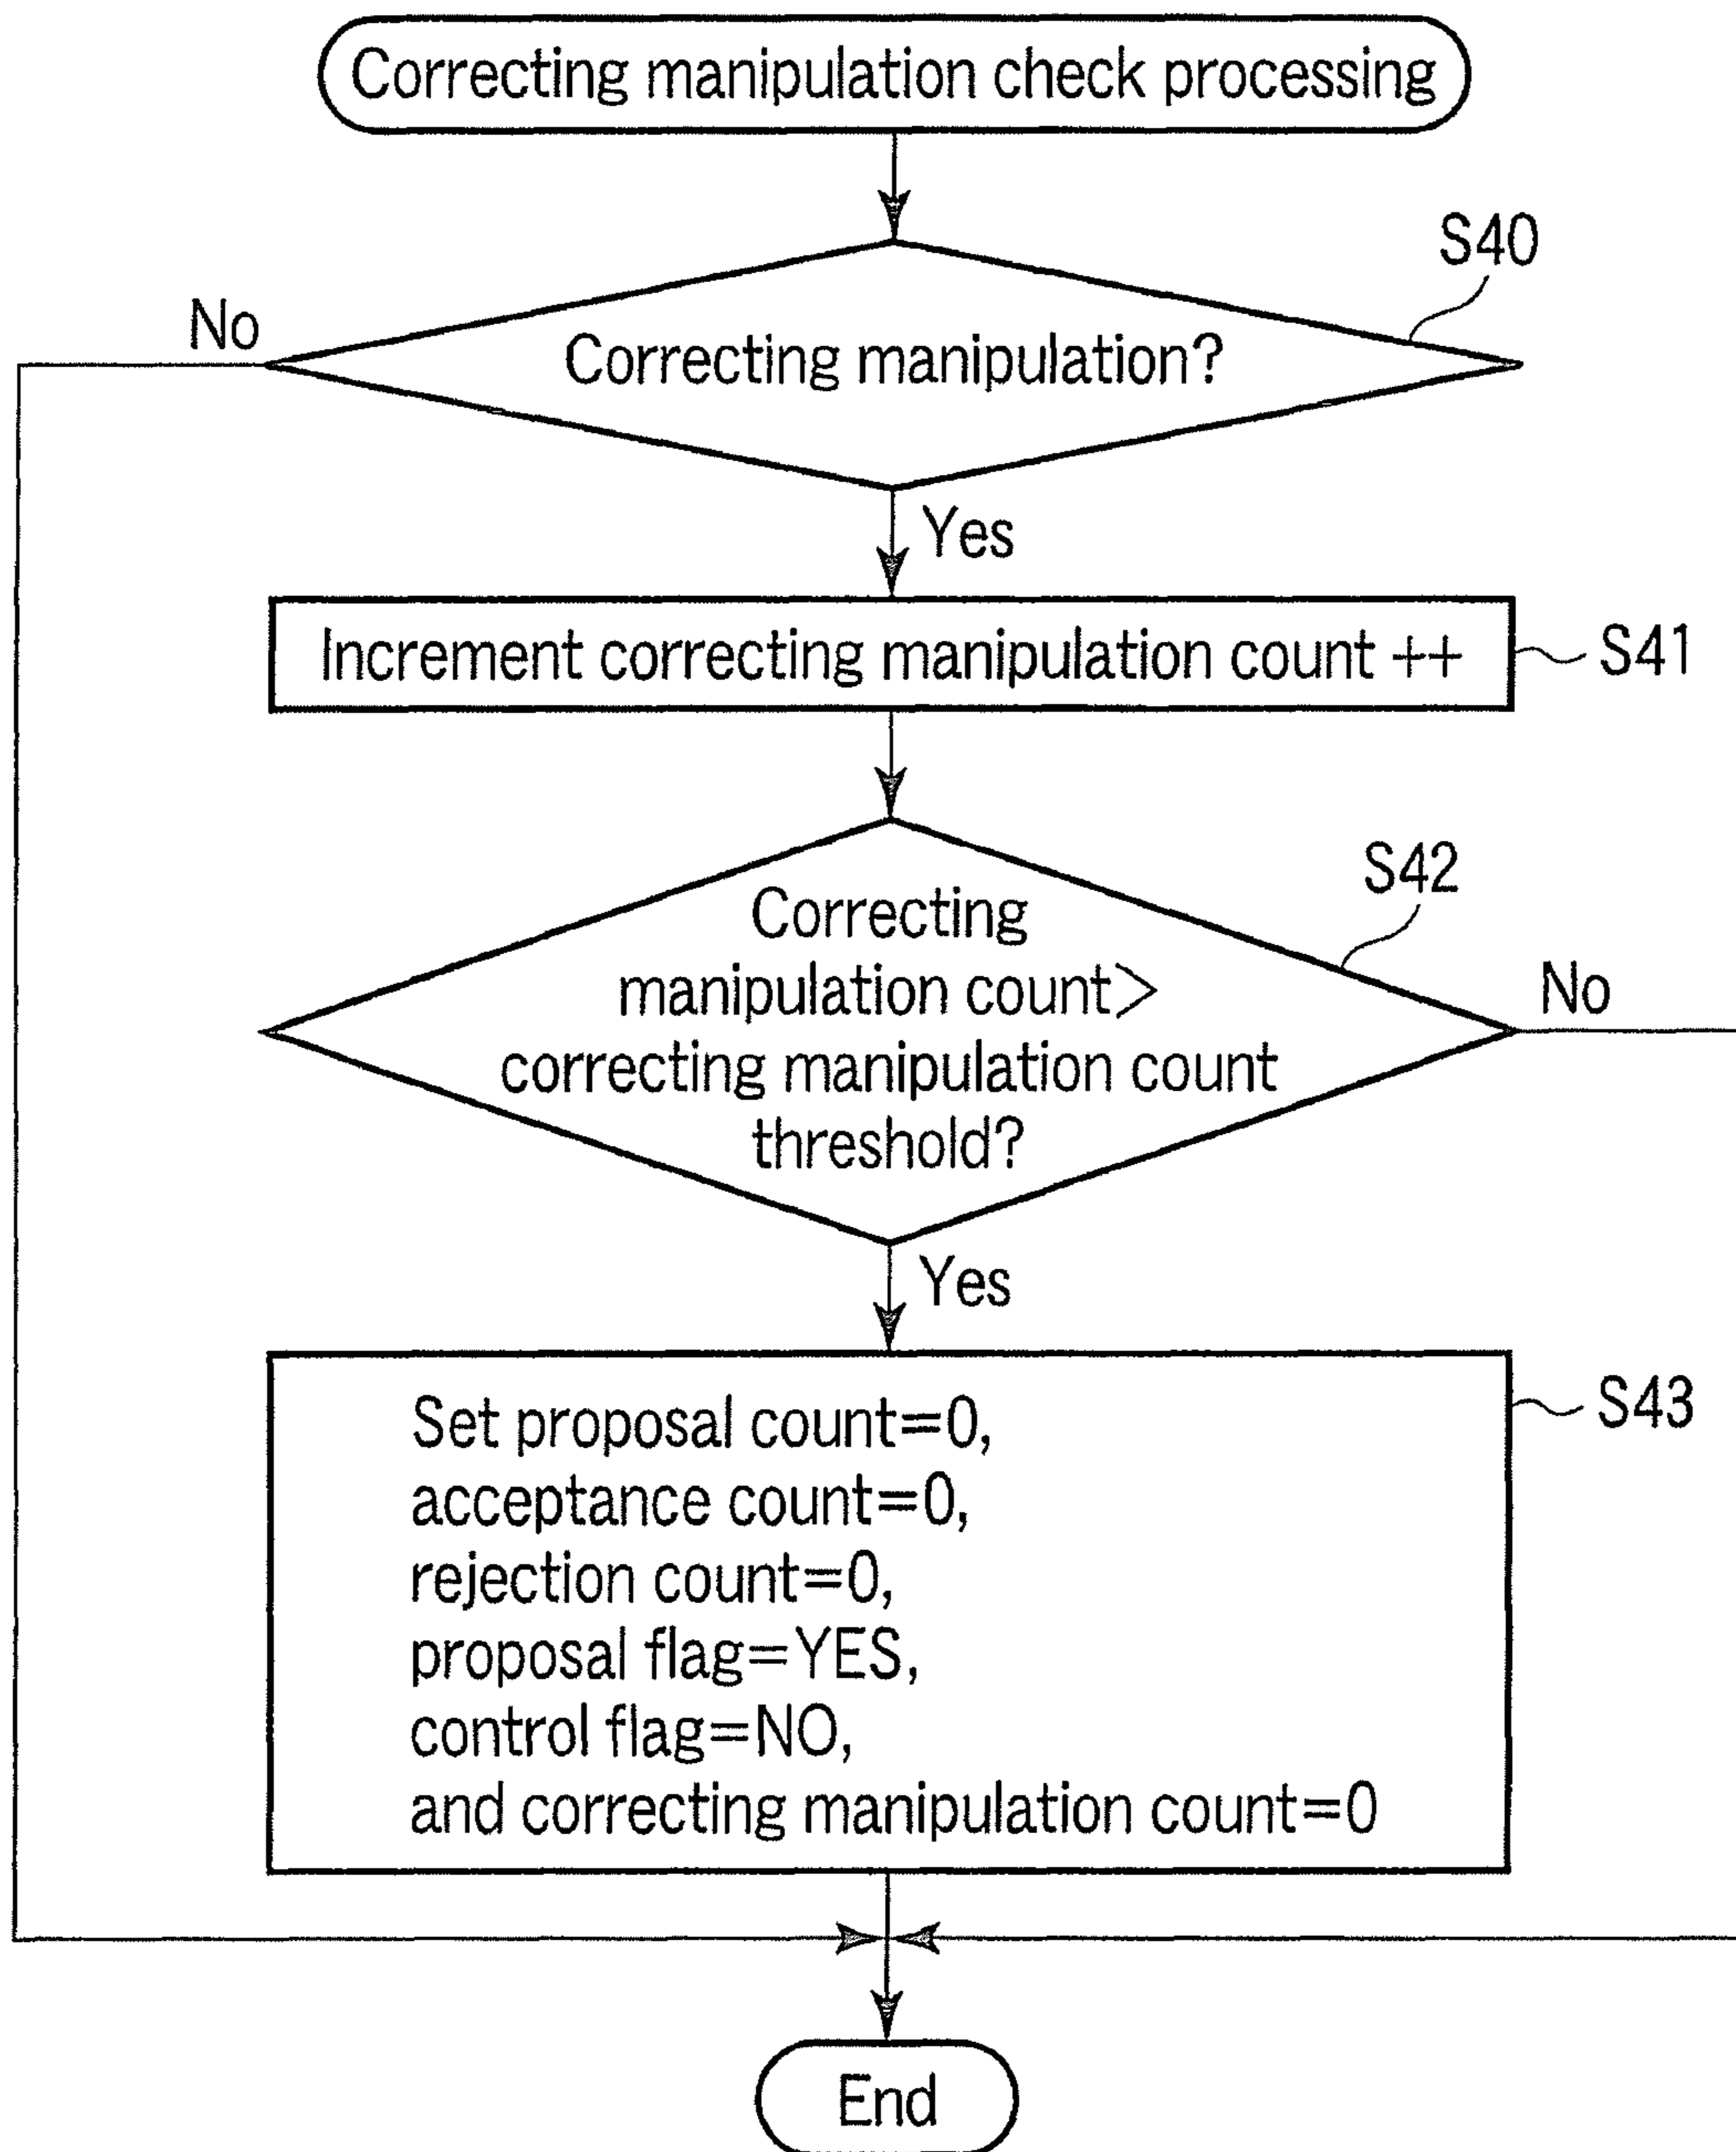 Correcting manipulation check processing
S40
No
Correcting manipulation?
Yes
Increment correcting manipulation count ++
S41
S42
Correcting
manipulation count>
correcting manipulation count
threshold?
No
Yes
S43
Set proposal count=0,
acceptance count=0,
rejection count=0,
proposal flag=YES,
control flag=NO,
and correcting manipulation count=0
End